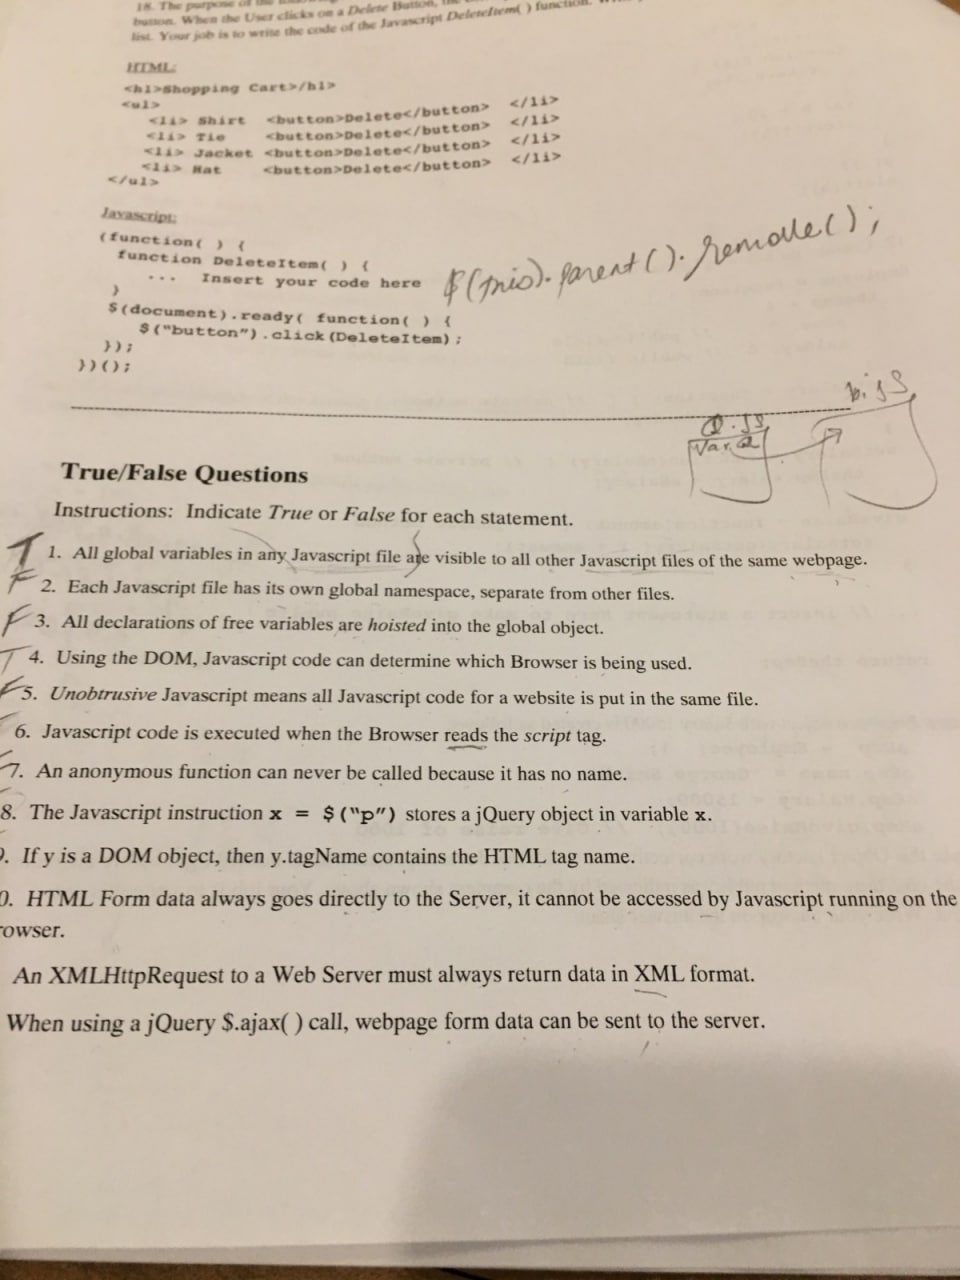 18. The purpose of the
button. When the User clicks on a Delete Button,
list. Your job is to write the code of the Javascript DeleteItem( ) function.
HTML:
<h1>Shopping Cart>/h1>
<ul>
<li> Shirt <button>Delete</button> </li>
<li> Tie <button>Delete</button> </li>
<li> Jacket <button>Delete</button> </li>
<li> Hat <button>Delete</button> </li>
</ul>
Javascript:
(function( ) {
function DeleteItem( ) {
... Insert your code here $(this).parent().remove();
}
$(document).ready( function( ) {
$("button").click(DeleteItem);
});
})();
b.js
a.js
Var a
True/False Questions
Instructions: Indicate True or False for each statement.
T 1. All global variables in any Javascript file are visible to all other Javascript files of the same webpage.
F 2. Each Javascript file has its own global namespace, separate from other files.
F 3. All declarations of free variables are hoisted into the global object.
T 4. Using the DOM, Javascript code can determine which Browser is being used.
F 5. Unobtrusive Javascript means all Javascript code for a website is put in the same file.
6. Javascript code is executed when the Browser reads the script tag.
7. An anonymous function can never be called because it has no name.
8. The Javascript instruction x = $("p") stores a jQuery object in variable x.
. If y is a DOM object, then y.tagName contains the HTML tag name.
0. HTML Form data always goes directly to the Server, it cannot be accessed by Javascript running on the
owser.
An XMLHttpRequest to a Web Server must always return data in XML format.
When using a jQuery $.ajax( ) call, webpage form data can be sent to the server.